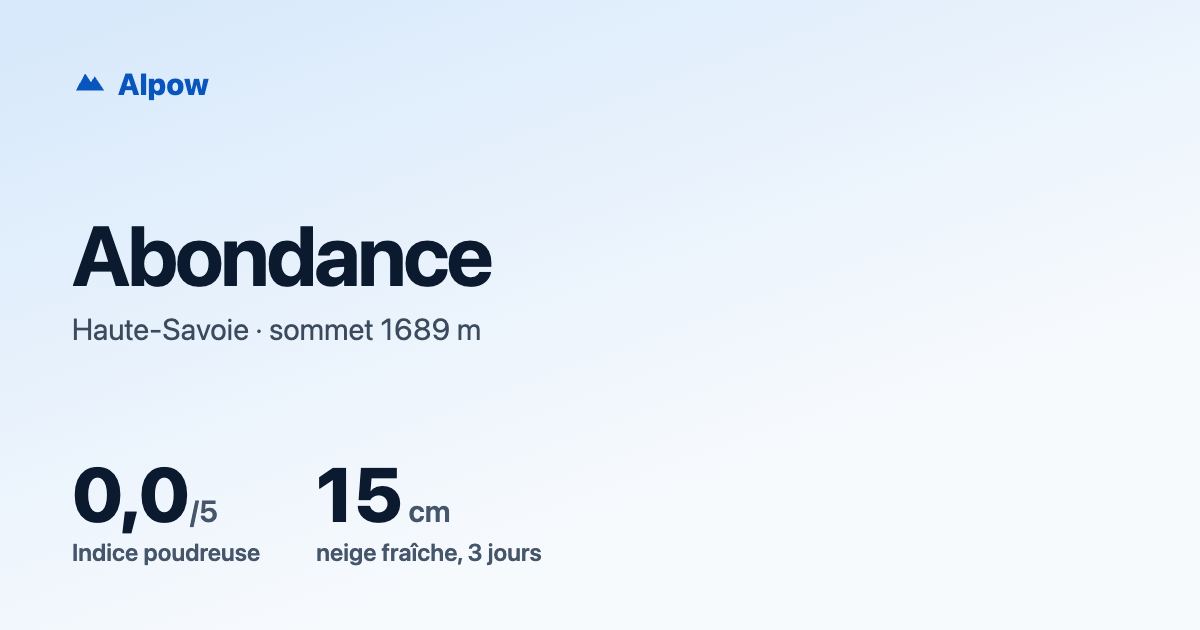 Alpow
Abondance
Haute-Savoie · sommet 1689 m
0,0/5
15 cm
Indice poudreuse
neige fraîche, 3 jours